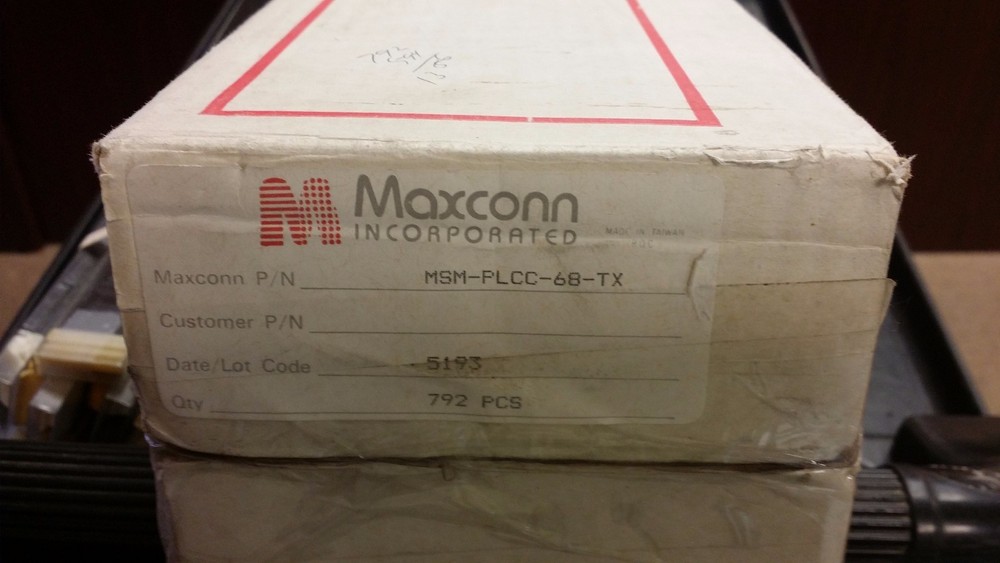 Maxconn
INCORPORATED
MADE IN TAIWAN
R.O.C
Maxconn P/N MSM-PLCC-68-TX
Customer P/N
Date/Lot Code 5193
Qty 792 PCS